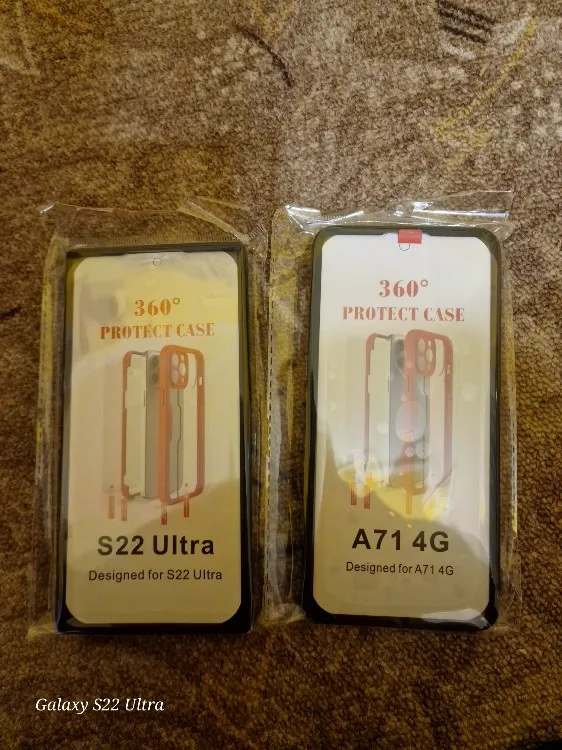 360°
PROTECT CASE
S22 Ultra
Designed for S22 Ultra
360°
PROTECT CASE
A71 4G
Designed for A71 4G
Galaxy S22 Ultra